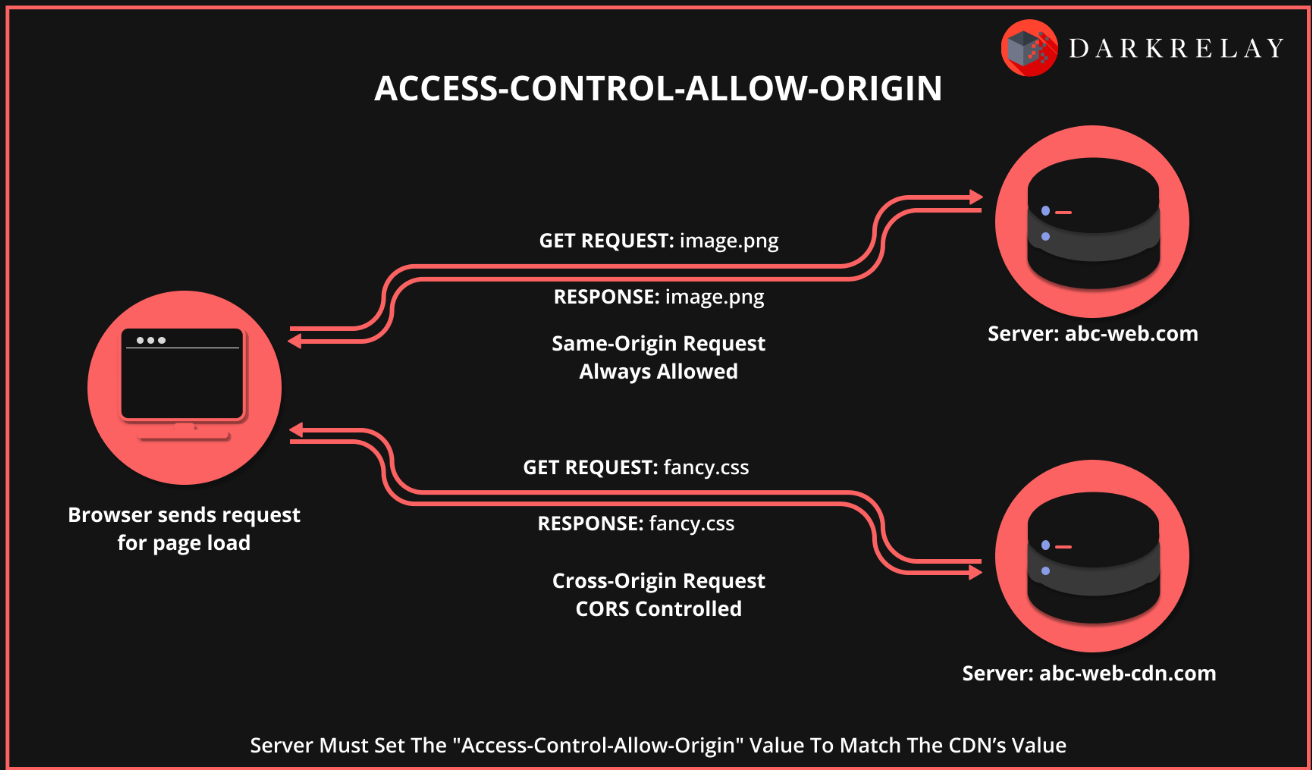 DARKRELAY
ACCESS-CONTROL-ALLOW-ORIGIN
GET REQUEST: image.png
RESPONSE: image.png
Same-Origin Request
Always Allowed
Server: abc-web.com
Browser sends request
for page load
GET REQUEST: fancy.css
RESPONSE: fancy.css
Cross-Origin Request
CORS Controlled
Server: abc-web-cdn.com
Server Must Set The "Access-Control-Allow-Origin" Value To Match The CDN’s Value